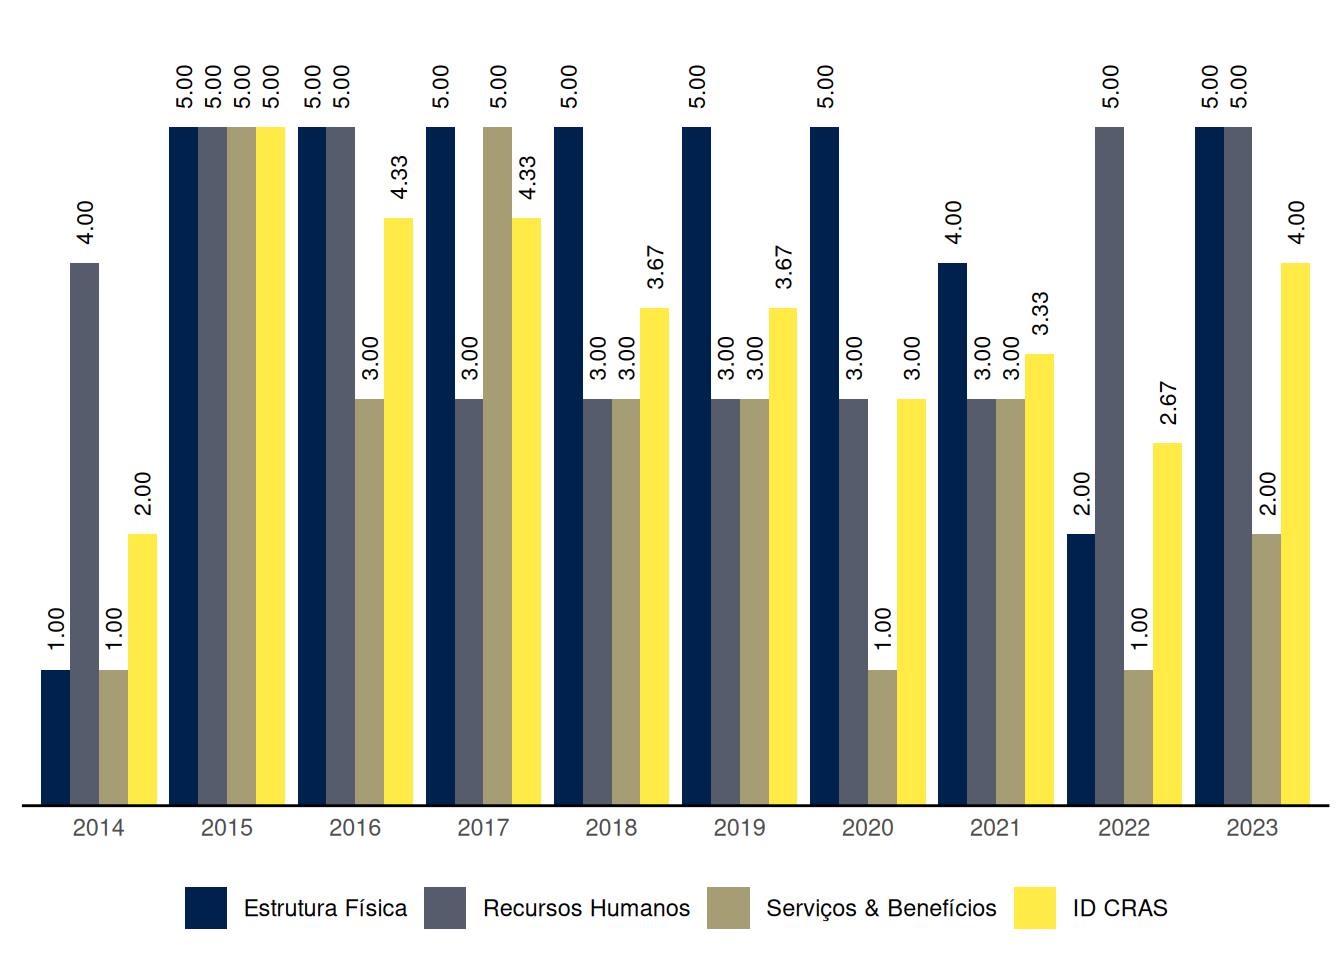 5.00 5.00 5.00 5.00 5.00 5.00 5.00 5.00 5.00 5.00 5.00 5.00 5.00 5.00
4.33 4.33
4.00 4.00 4.00
3.67 3.67
3.33
3.00 3.00 3.00 3.00 3.00 3.00 3.00 3.00 3.00 3.00
2.67
2.00 2.00 2.00
1.00 1.00 1.00 1.00
2014 2015 2016 2017 2018 2019 2020 2021 2022 2023
Estrutura Física Recursos Humanos Serviços & Benefícios ID CRAS